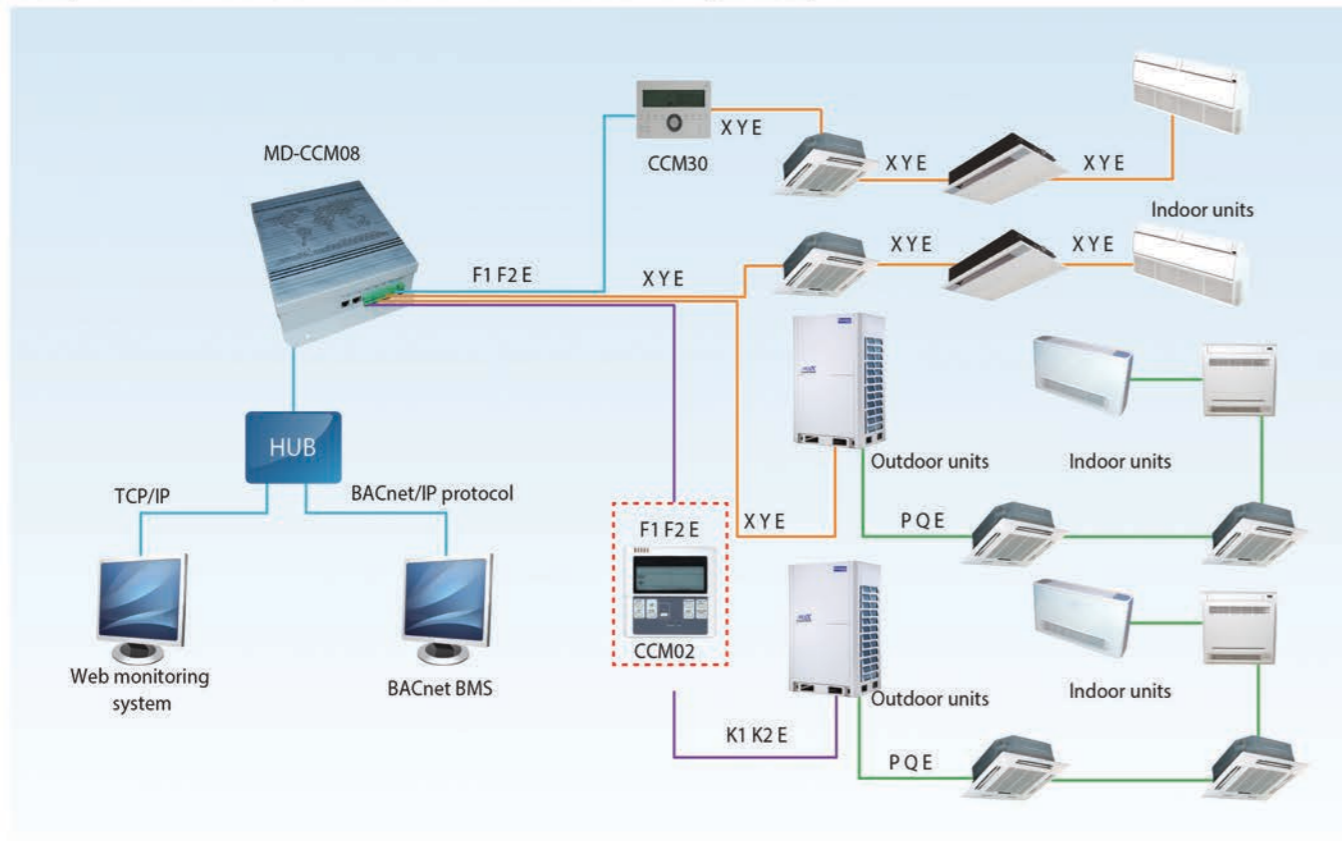 MD-CCM08
CCM30
X Y E
X Y E
X Y E
Indoor units
F1 F2 E
X Y E
X Y E
X Y E
HUB
TCP/IP
BACnet/IP protocol
Outdoor units
Indoor units
F1 F2 E
X Y E
P Q E
CCM02
Web monitoring
system
BACnet BMS
Outdoor units
Indoor units
K1 K2 E
P Q E